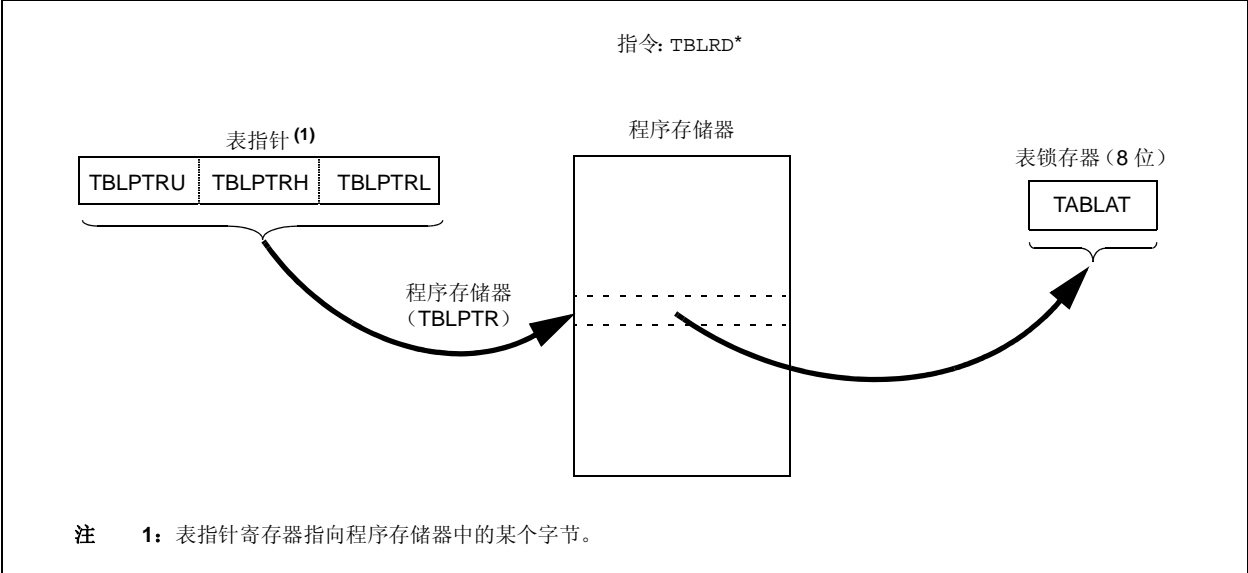 指令: TBLRD*
表指针(1)
程序存储器
表锁存器（8 位）
TBLPTRU TBLPTRH TBLPTRL
TABLAT
程序存储器
（TBLPTR）
注 1：表指针寄存器指向程序存储器中的某个字节。